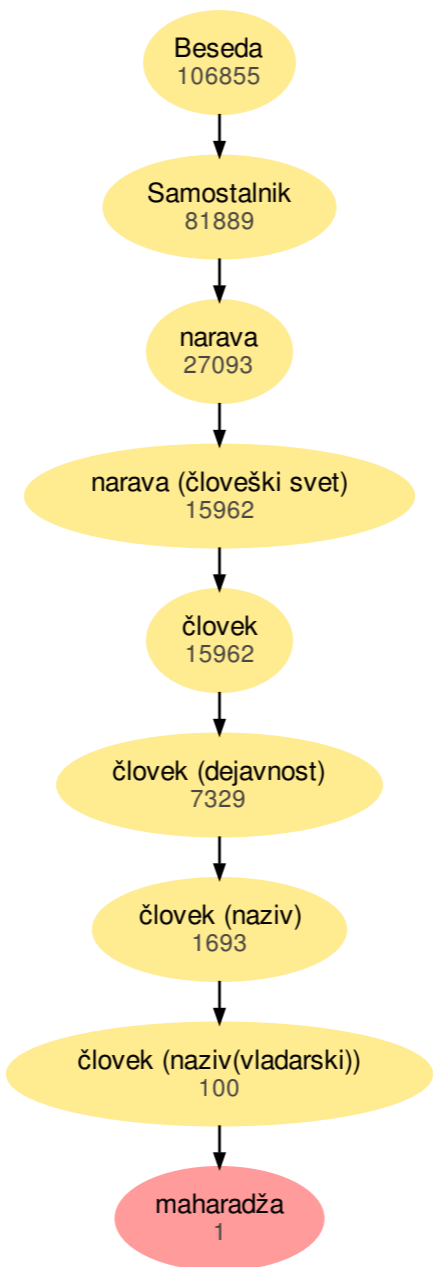 Beseda
106855
Samostalnik
81889
narava
27093
narava (človeški svet)
15962
človek
15962
človek (dejavnost)
7329
človek (naziv)
1693
človek (naziv(vladarski))
100
maharadža
1